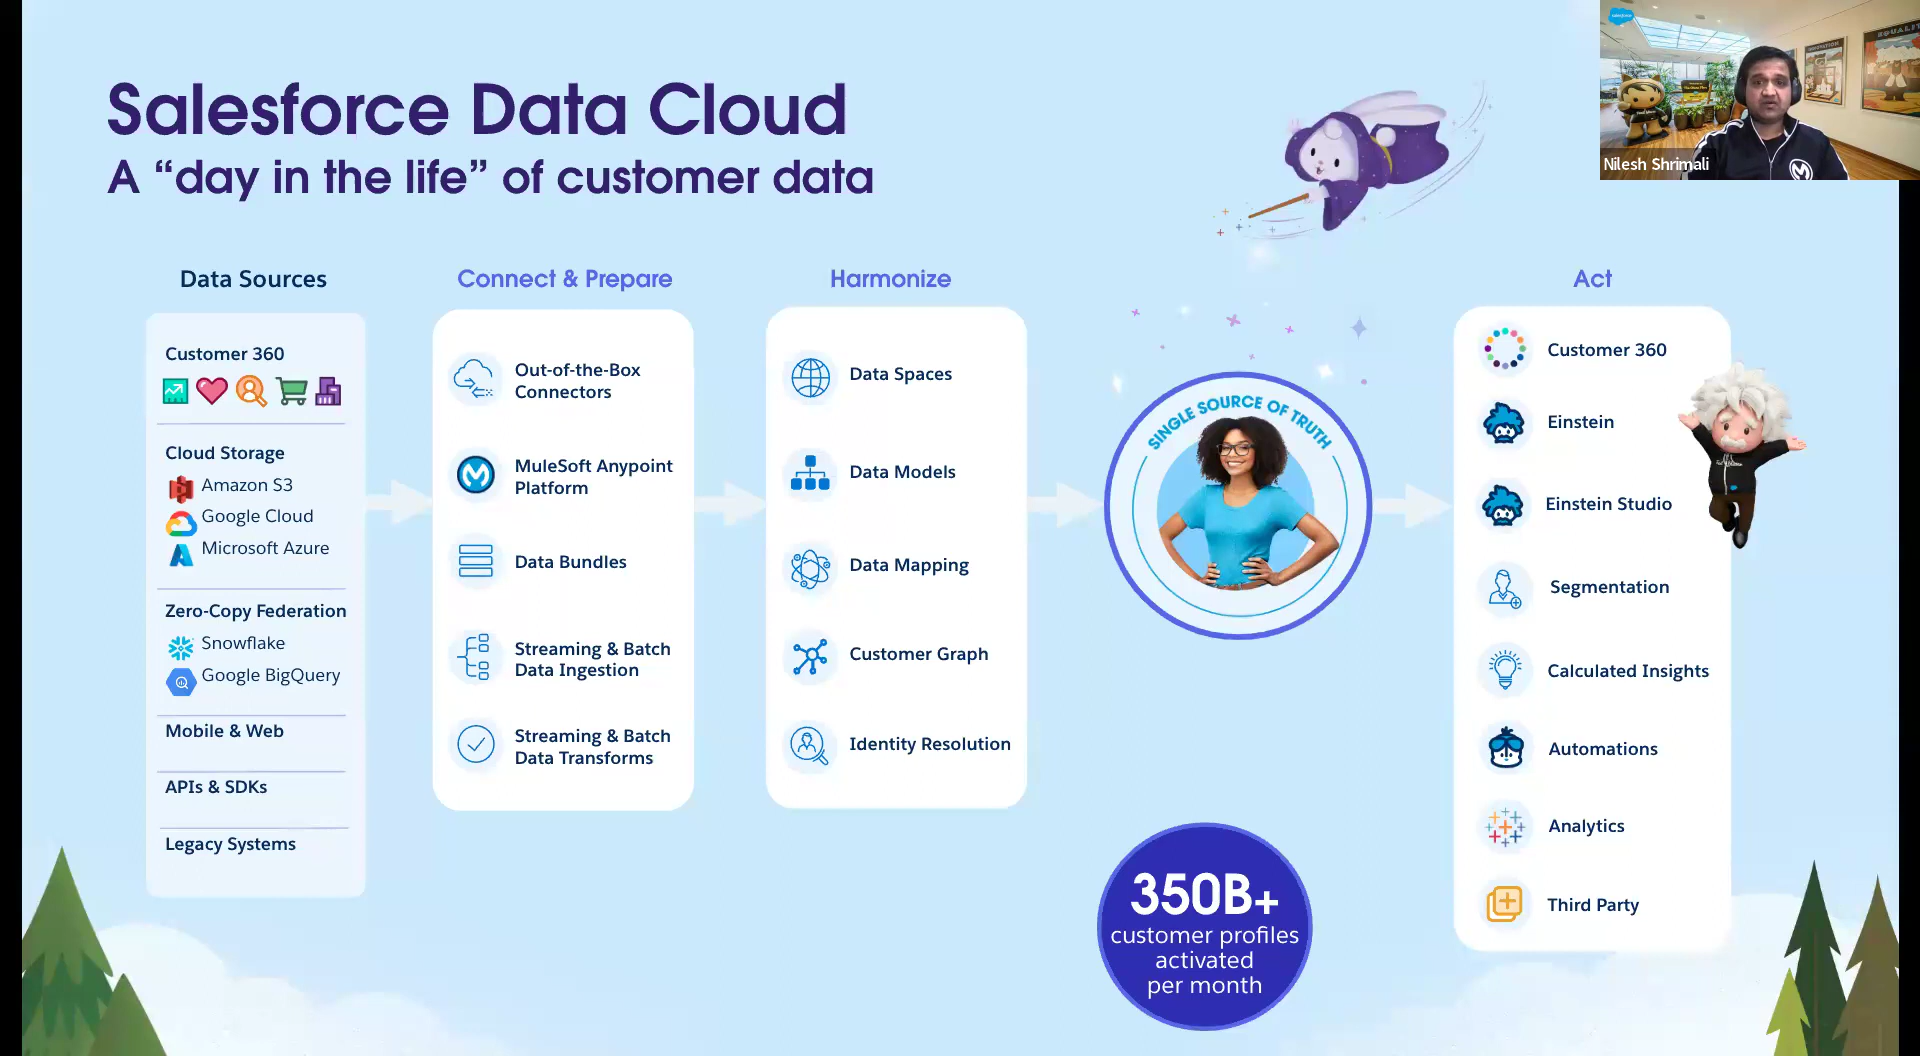 Salesforce Data Cloud
A “day in the life” of customer data
salesforce
Nilesh Shrimali
Data Sources
Customer 360
Cloud Storage
Amazon S3
Google Cloud
Microsoft Azure
Zero-Copy Federation
Snowflake
Google BigQuery
Mobile & Web
APIs & SDKs
Legacy Systems
Connect & Prepare
Out-of-the-Box
Connectors
MuleSoft Anypoint
Platform
Data Bundles
Streaming & Batch
Data Ingestion
Streaming & Batch
Data Transforms
Harmonize
Data Spaces
Data Models
Data Mapping
Customer Graph
Identity Resolution
SINGLE SOURCE OF TRUTH
350B+
customer profiles
activated
per month
Act
Customer 360
Einstein
Einstein Studio
Segmentation
Calculated Insights
Automations
Analytics
Third Party